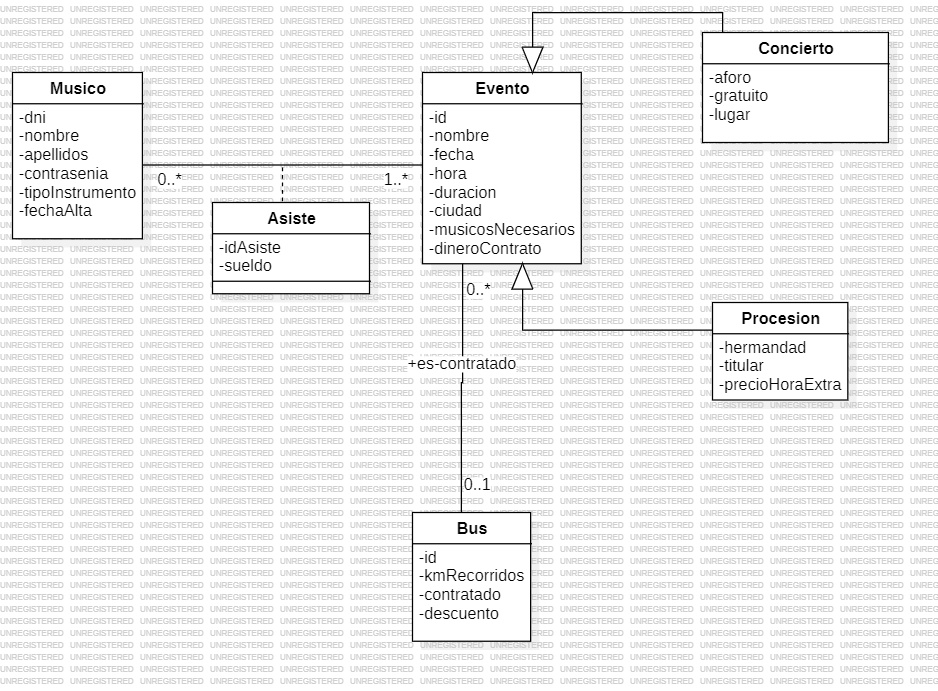 Concierto
-aforo
-gratuito
-lugar
Musico
-dni
-nombre
-apellidos
-contrasenia
-tipoInstrumento
-fechaAlta
Evento
-id
-nombre
-fecha
-hora
-duracion
-ciudad
-musicosNecesarios
-dineroContrato
0..*
1..*
Asiste
-idAsiste
-sueldo
0..*
Procesion
-hermandad
-titular
-precioHoraExtra
+es-contratado
0..1
Bus
-id
-kmRecorridos
-contratado
-descuento
UNREGISTERED